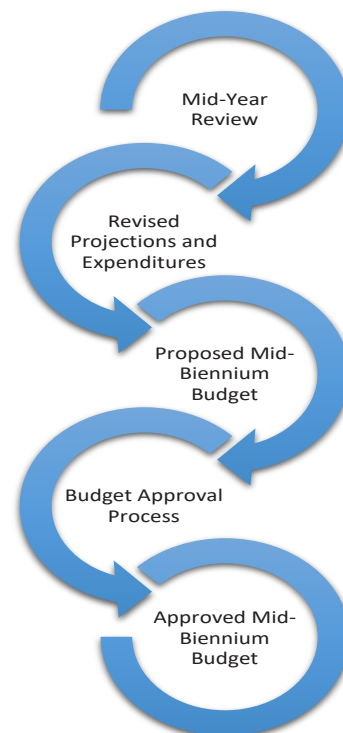 Mid-Year
Review
Revised
Projections and
Expenditures
Proposed Mid-
Biennium
Budget
Budget Approval
Process
Approved Mid-
Biennium
Budget